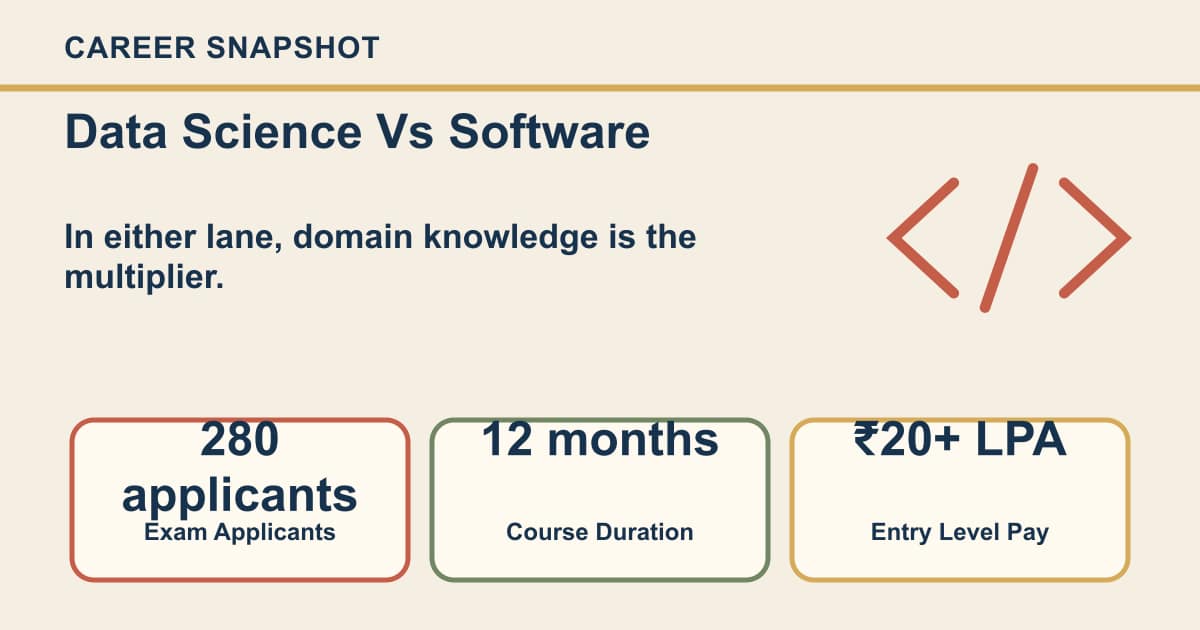 CAREER SNAPSHOT
Data Science Vs Software
In either lane, domain knowledge is the
multiplier.
280
applicants
Exam Applicants
12 months
Course Duration
₹20+ LPA
Entry Level Pay